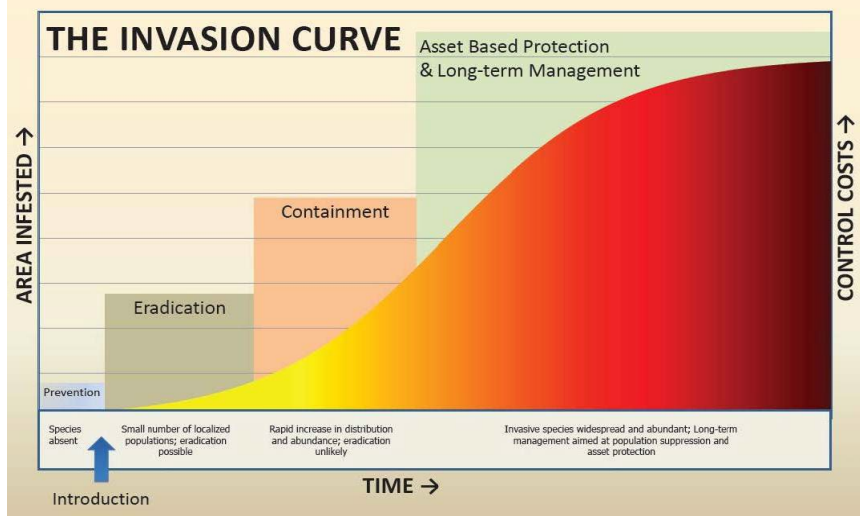 THE INVASION CURVE
Asset Based Protection
& Long-term Management
AREA INFESTED →
CONTROL COSTS →
Containment
Eradication
Prevention
Species
absent
Small number of localized
populations; eradication
possible
Rapid increase in distribution
and abundance; eradication
unlikely
Invasive species widespread and abundant; Long-term
management aimed at population suppression and
asset protection
TIME →
Introduction